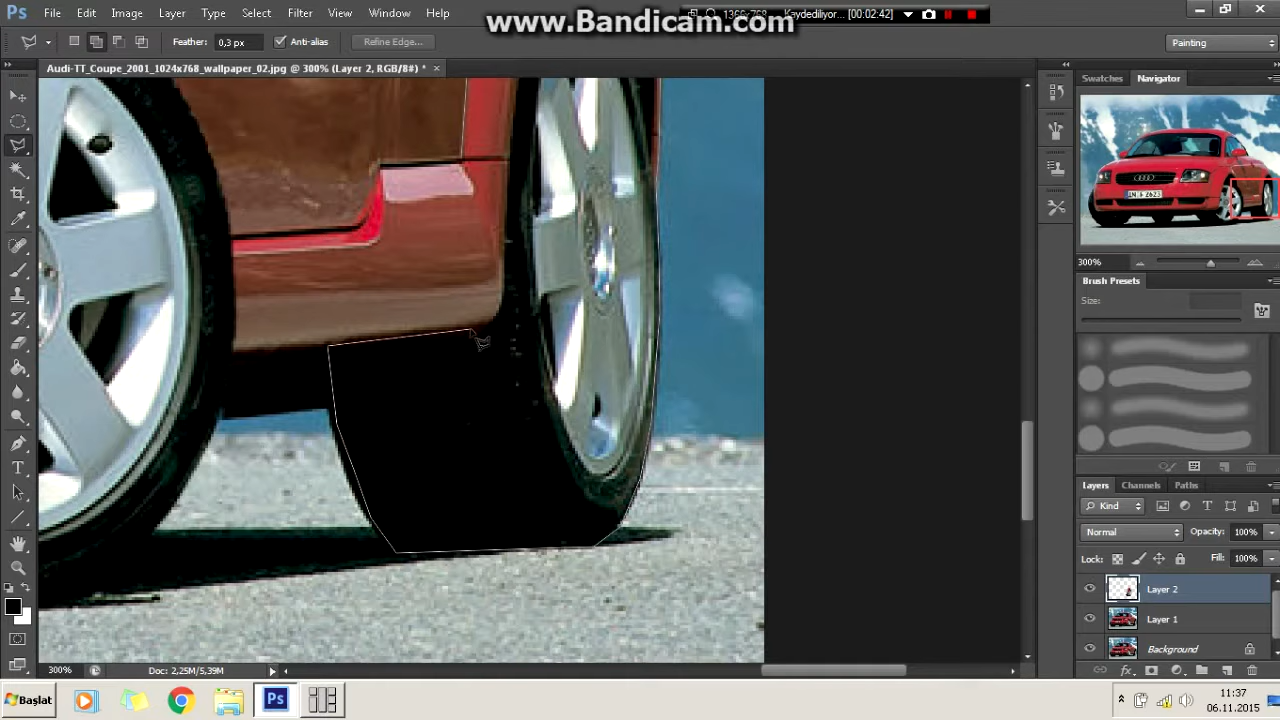 www.Bandicam.com
1366x768 Kaydediliyor... [00:02:42]
Ps File Edit Image Layer Type Select Filter View Window Help
Feather: 0,3 px Anti-alias Refine Edge... Painting
Audi-TT_Coupe_2001_1024x768_wallpaper_02.jpg @ 300% (Layer 2, RGB/8#) * ×
Swatches Navigator
300%
Brush Presets
Size:
Layers Channels Paths
Kind
Normal Opacity: 100%
Lock: Fill: 100%
Layer 2
Layer 1
Background
300% Doc: 2,25M/5,39M
Başlat Ps 11:37
06.11.2015